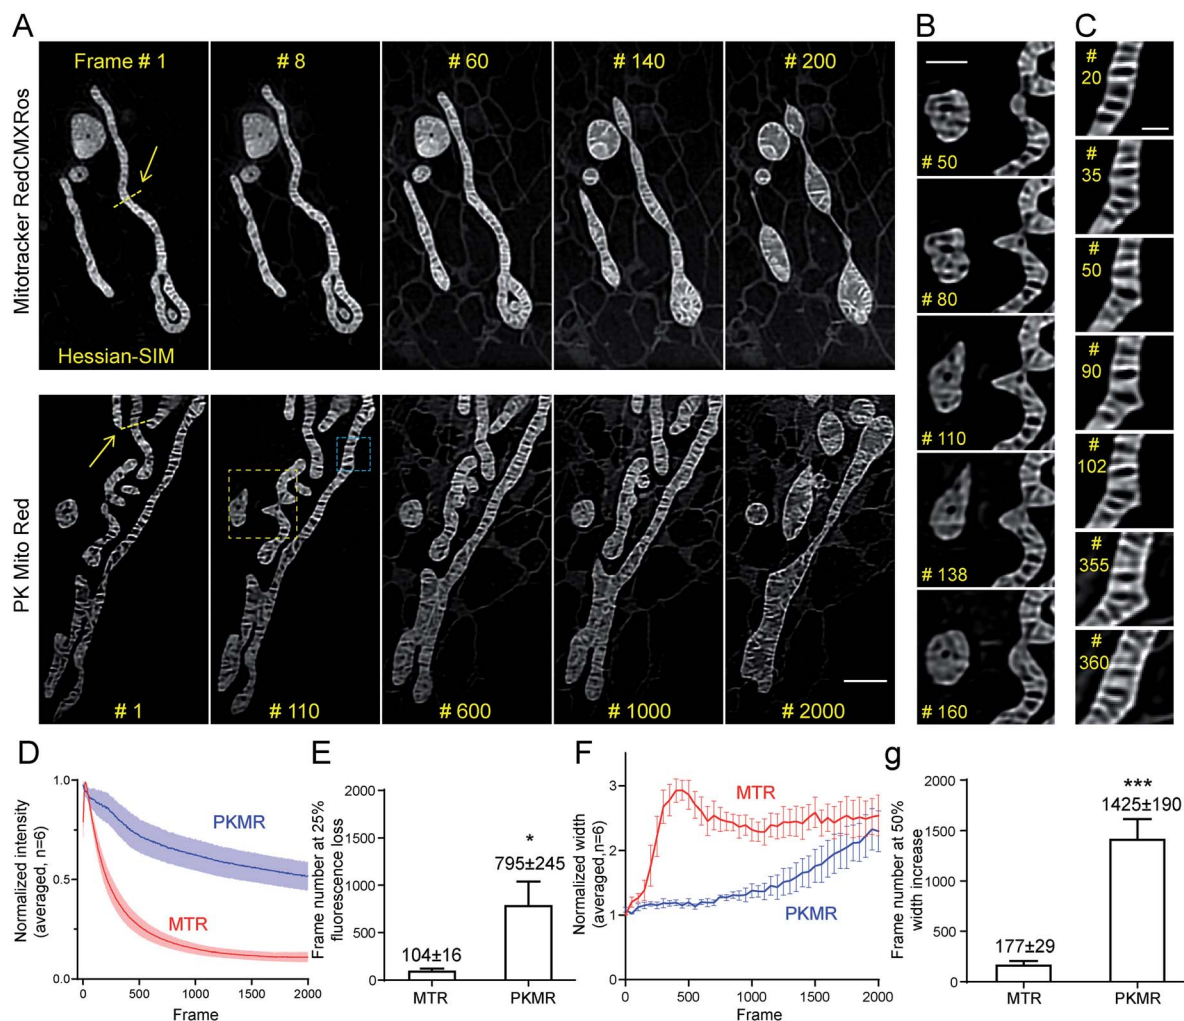 A
B
C
Mitotracker RedCMXRos
Frame # 1
# 8
# 60
# 140
# 200
Hessian-SIM
PK Mito Red
# 1
# 110
# 600
# 1000
# 2000
# 50
# 80
# 110
# 138
# 160
#
20
#
35
#
50
#
90
#
102
#
355
#
360
D
Normalized intensity
(averaged, n=6)
1.0
0.5
0.0
PKMR
MTR
0
500
1000
1500
2000
Frame
E
Frame number at 25%
fluorescence loss
2000
1500
1000
500
0
*
795±245
104±16
MTR
PKMR
F
Normalized width
(averaged,n=6)
3
2
1
0
MTR
PKMR
0
500
1000
1500
2000
Frame
g
Frame number at 50%
width increase
2000
1500
1000
500
0
***
1425±190
177±29
MTR
PKMR